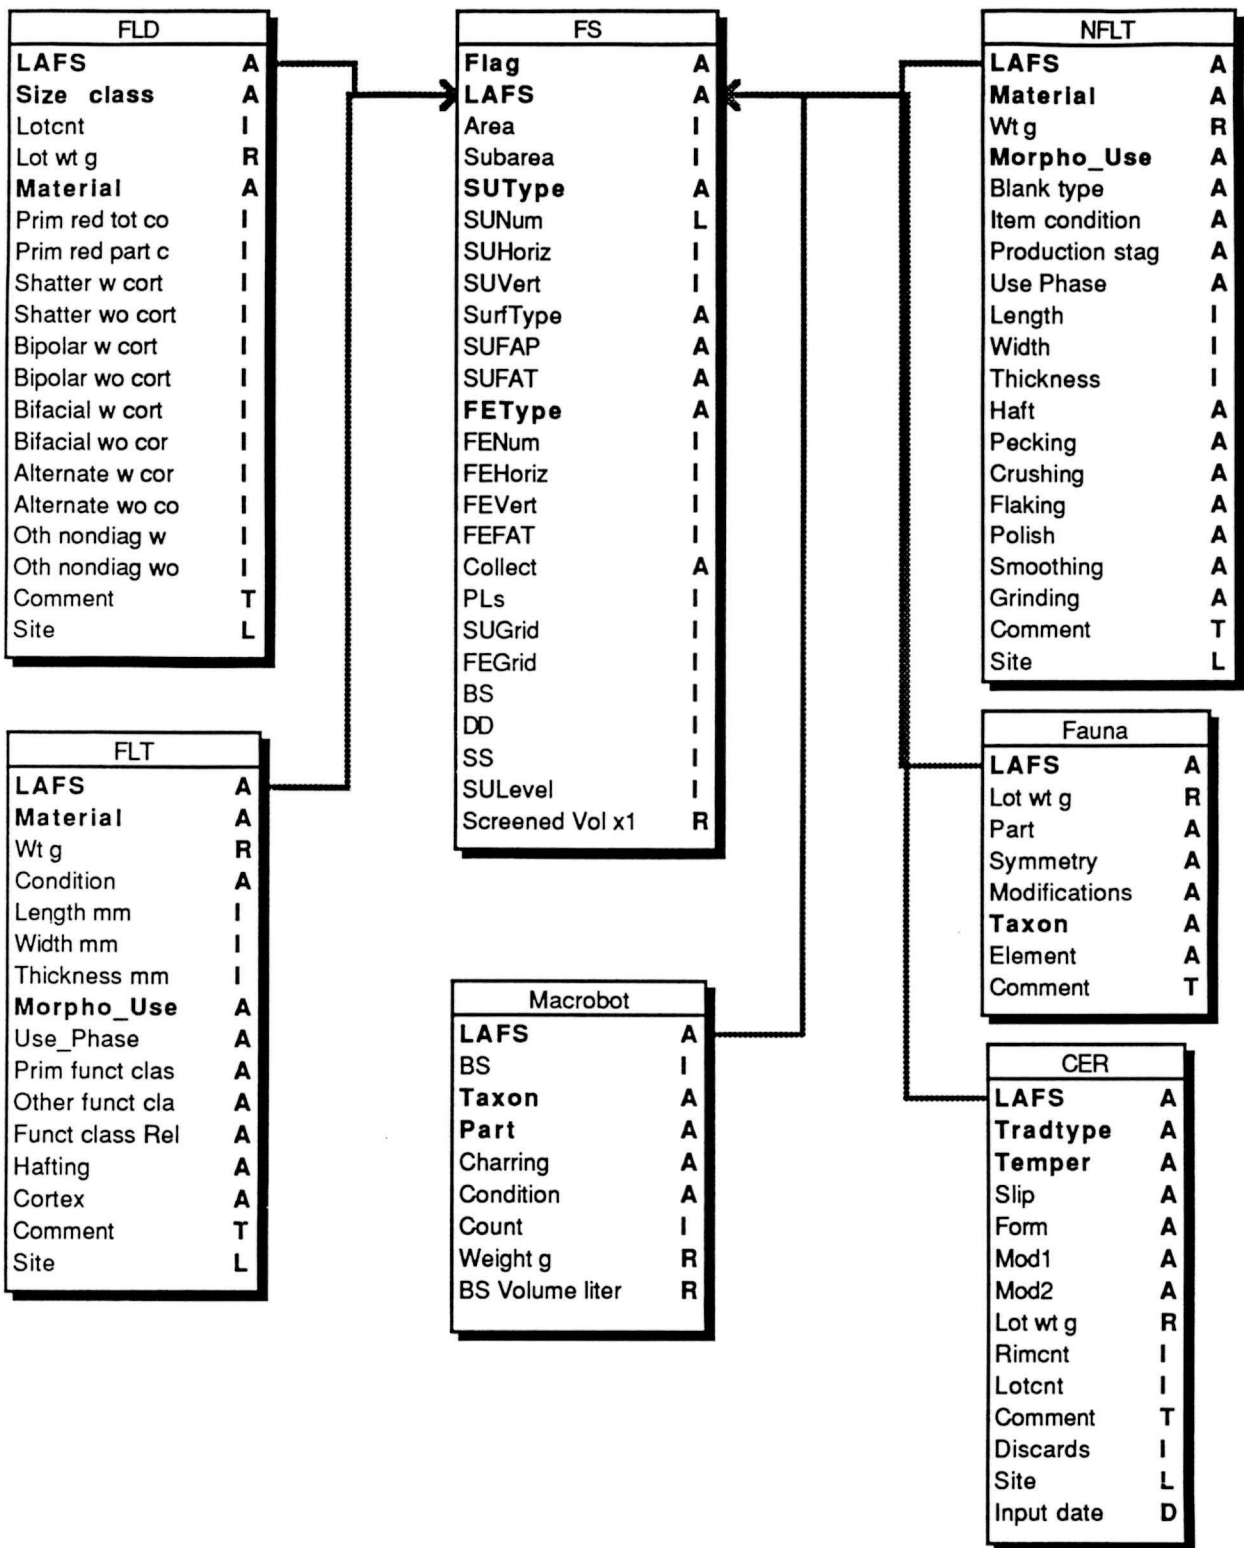 FLD
LAFS A
Size class A
Lotcnt I
Lot wt g R
Material A
Prim red tot co I
Prim red part c I
Shatter w cort I
Shatter wo cort I
Bipolar w cort I
Bipolar wo cort I
Bifacial w cort I
Bifacial wo cor I
Alternate w cor I
Alternate wo co I
Oth nondiag w I
Oth nondiag wo I
Comment T
Site L
FLT
LAFS A
Material A
Wt g R
Condition A
Length mm I
Width mm I
Thickness mm I
Morpho_Use A
Use_Phase A
Prim funct clas A
Other funct cla A
Funct class Rel A
Hafting A
Cortex A
Comment T
Site L
FS
Flag A
LAFS A
Area I
Subarea I
SUType A
SUNum L
SUHoriz I
SUVert I
SurfType A
SUFAP A
SUFAT A
FEType A
FENum I
FEHoriz I
FEVert I
FEFAT I
Collect A
PLs I
SUGrid I
FEGrid I
BS I
DD I
SS I
SULevel I
Screened Vol x1 R
Macrobot
LAFS A
BS I
Taxon A
Part A
Charring A
Condition A
Count I
Weight g R
BS Volume liter R
NFLT
LAFS A
Material A
Wt g R
Morpho_Use A
Blank type A
Item condition A
Production stag A
Use Phase A
Length I
Width I
Thickness I
Haft A
Pecking A
Crushing A
Flaking A
Polish A
Smoothing A
Grinding A
Comment T
Site L
Fauna
LAFS A
Lot wt g R
Part A
Symmetry A
Modifications A
Taxon A
Element A
Comment T
CER
LAFS A
Tradtype A
Temper A
Slip A
Form A
Mod1 A
Mod2 A
Lot wt g R
Rimcnt I
Lotcnt I
Comment T
Discards I
Site L
Input date D